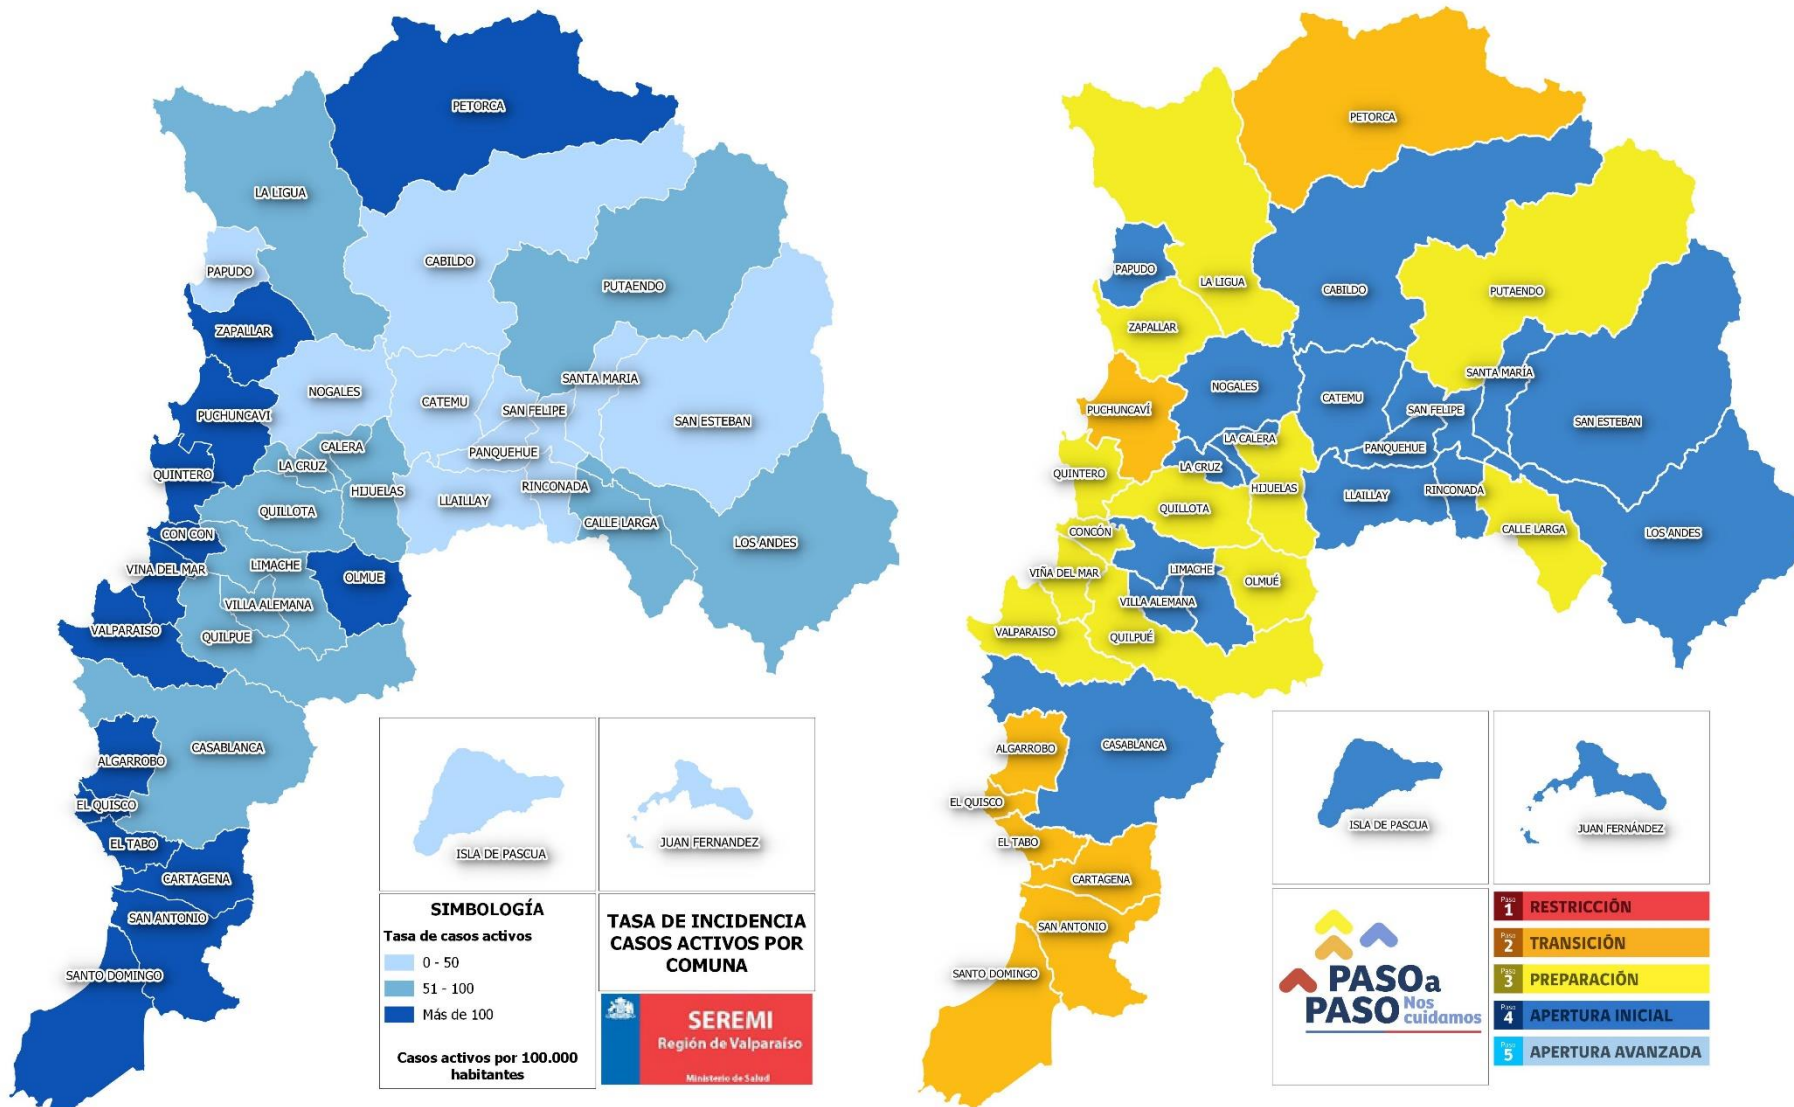 PETORCA
LA LIGUA
PAPUDO
CABILDO
PUTAENDO
ZAPALLAR
NOGALES
CATEMU
SANTA MARIA
SAN FELIPE
SAN ESTEBAN
PUCHUNCAVI
CALERA
PANQUEHUE
LA CRUZ
QUINTERO
HIJUELAS
RINCONADA
LLAILLAY
QUILLOTA
CALLE LARGA
CON CON
LOS ANDES
VINA DEL MAR
LIMACHE
OLMUE
VILLA ALEMANA
VALPARAISO
QUILPUE
CASABLANCA
ALGARROBO
EL QUISCO
EL TABO
CARTAGENA
SAN ANTONIO
SANTO DOMINGO
ISLA DE PASCUA
JUAN FERNANDEZ
SIMBOLOGÍA
Tasa de casos activos
0 - 50
51 - 100
Más de 100
Casos activos por 100.000
habitantes
TASA DE INCIDENCIA
CASOS ACTIVOS POR
COMUNA
SEREMI
Región de Valparaíso
Ministerio de Salud
PETORCA
PAPUDO
LA LIGUA
CABILDO
PUTAENDO
ZAPALLAR
NOGALES
CATEMU
SANTA MARÍA
SAN FELIPE
SAN ESTEBAN
PUCHUNCAVÍ
LA CALERA
PANQUEHUE
LA CRUZ
QUINTERO
HIJUELAS
RINCONADA
LLAILLAY
QUILLOTA
CALLE LARGA
CONCÓN
LOS ANDES
VIÑA DEL MAR
LIMACHE
OLMUÉ
VILLA ALEMANA
VALPARAISO
QUILPUÉ
CASABLANCA
ALGARROBO
EL QUISCO
EL TABO
CARTAGENA
SAN ANTONIO
SANTO DOMINGO
ISLA DE PASCUA
JUAN FERNÁNDEZ
PASO a
PASO Nos
cuidamos
Paso 1 RESTRICCIÓN
Paso 2 TRANSICIÓN
Paso 3 PREPARACIÓN
Paso 4 APERTURA INICIAL
Paso 5 APERTURA AVANZADA